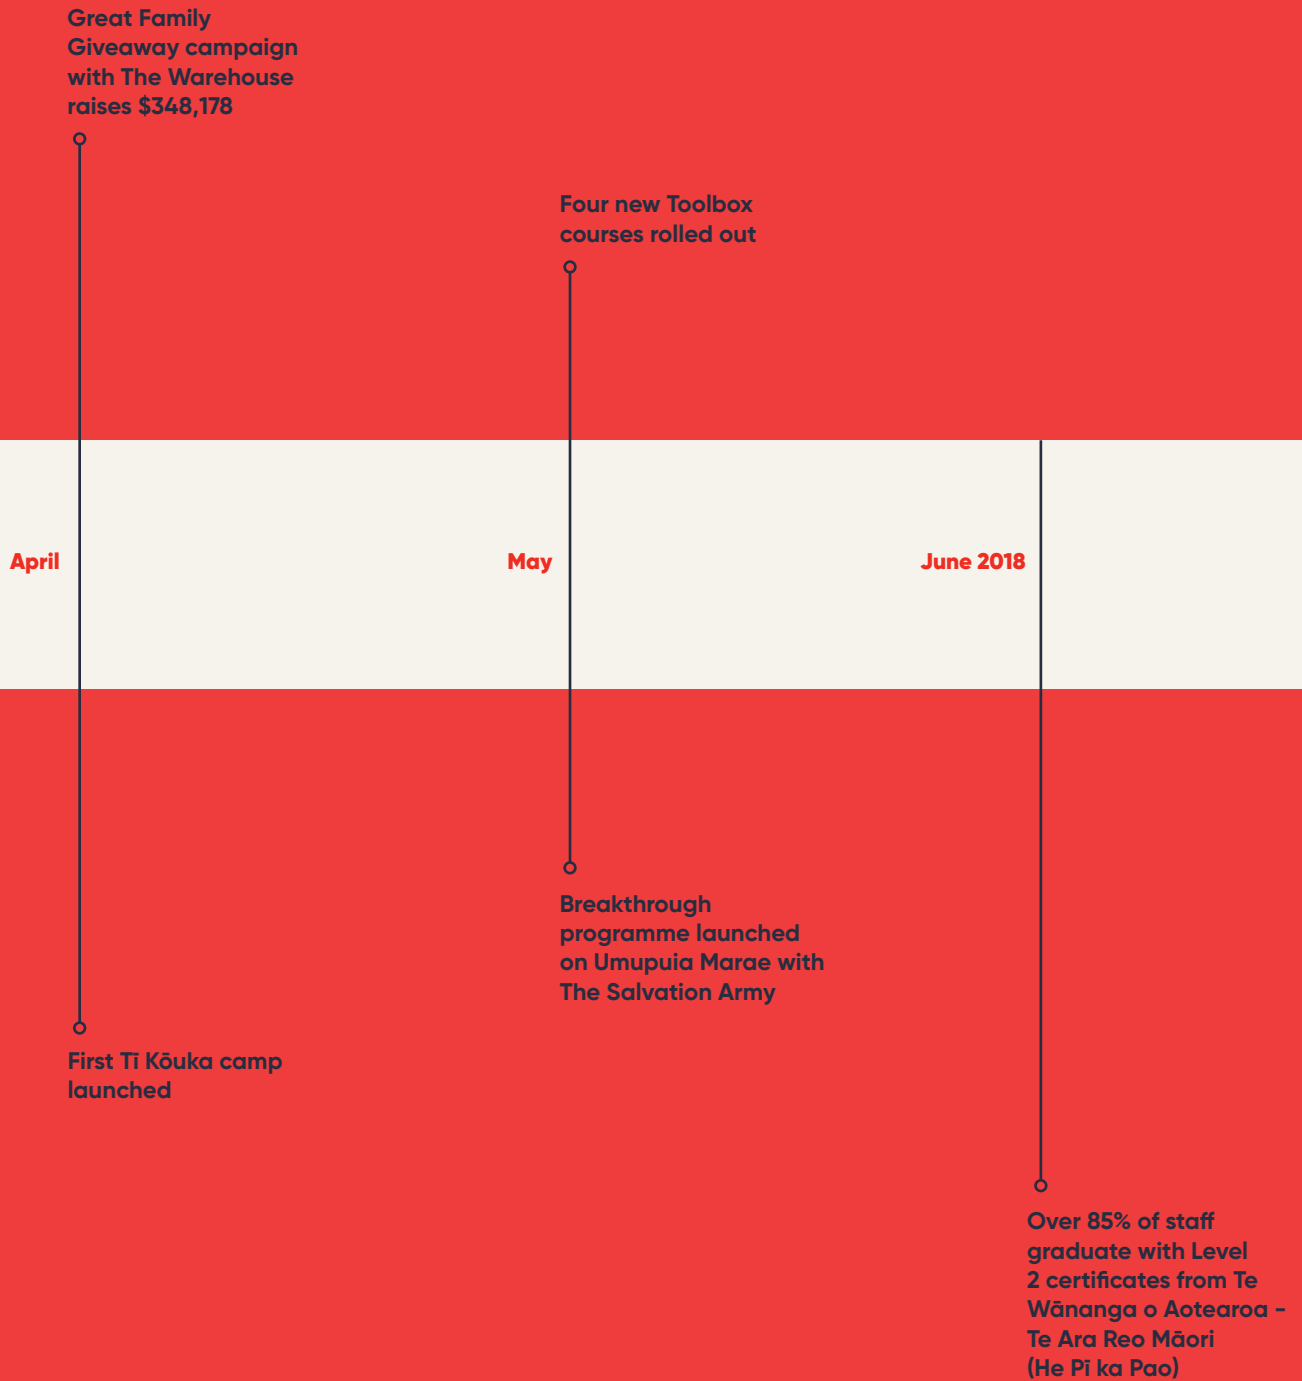 Great Family
Giveaway campaign
with The Warehouse
raises $348,178
Four new Toolbox
courses rolled out
April
May
June 2018
Breakthrough
programme launched
on Umupuia Marae with
The Salvation Army
First Tī Kōuka camp
launched
Over 85% of staff
graduate with Level
2 certificates from Te
Wānanga o Aotearoa -
Te Ara Reo Māori
(He Pī ka Pao)